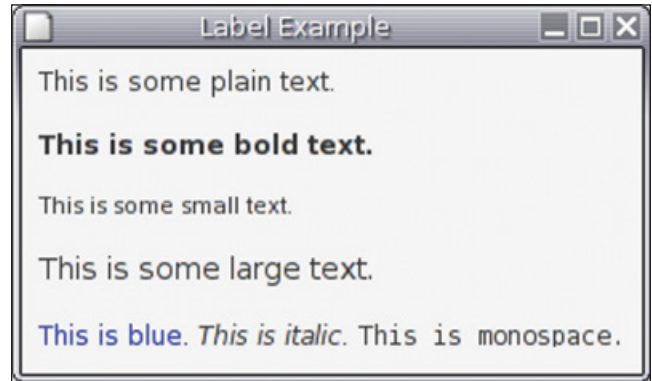 Label Example
This is some plain text.
This is some bold text.
This is some small text.
This is some large text.
This is blue. This is italic. This is monospace.